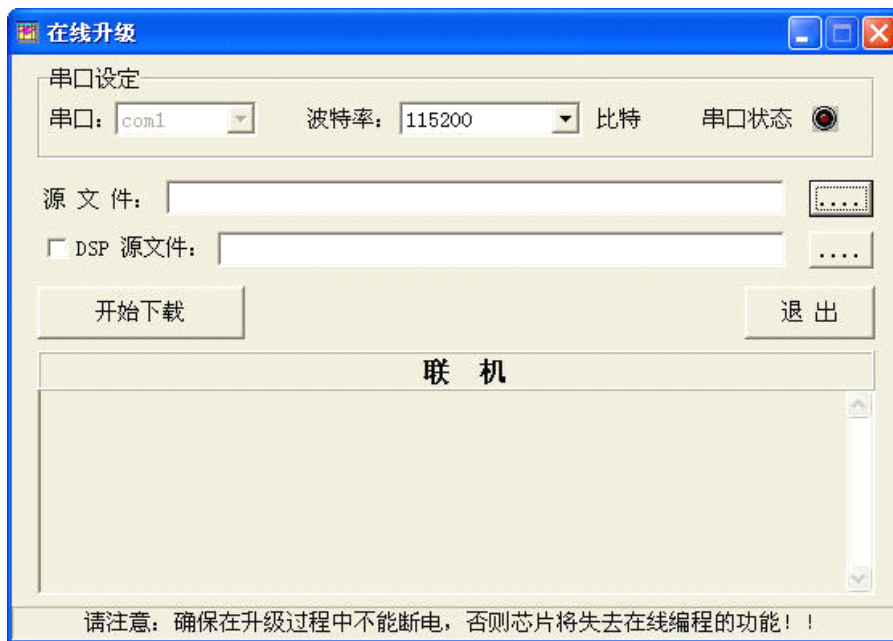 在线升级
串口设定
串口： com1 波特率： 115200 比特 串口状态
源 文 件： ....
DSP 源文件： ....
开始下载 退 出
联 机
请注意：确保在升级过程中不能断电，否则芯片将失去在线编程的功能！！